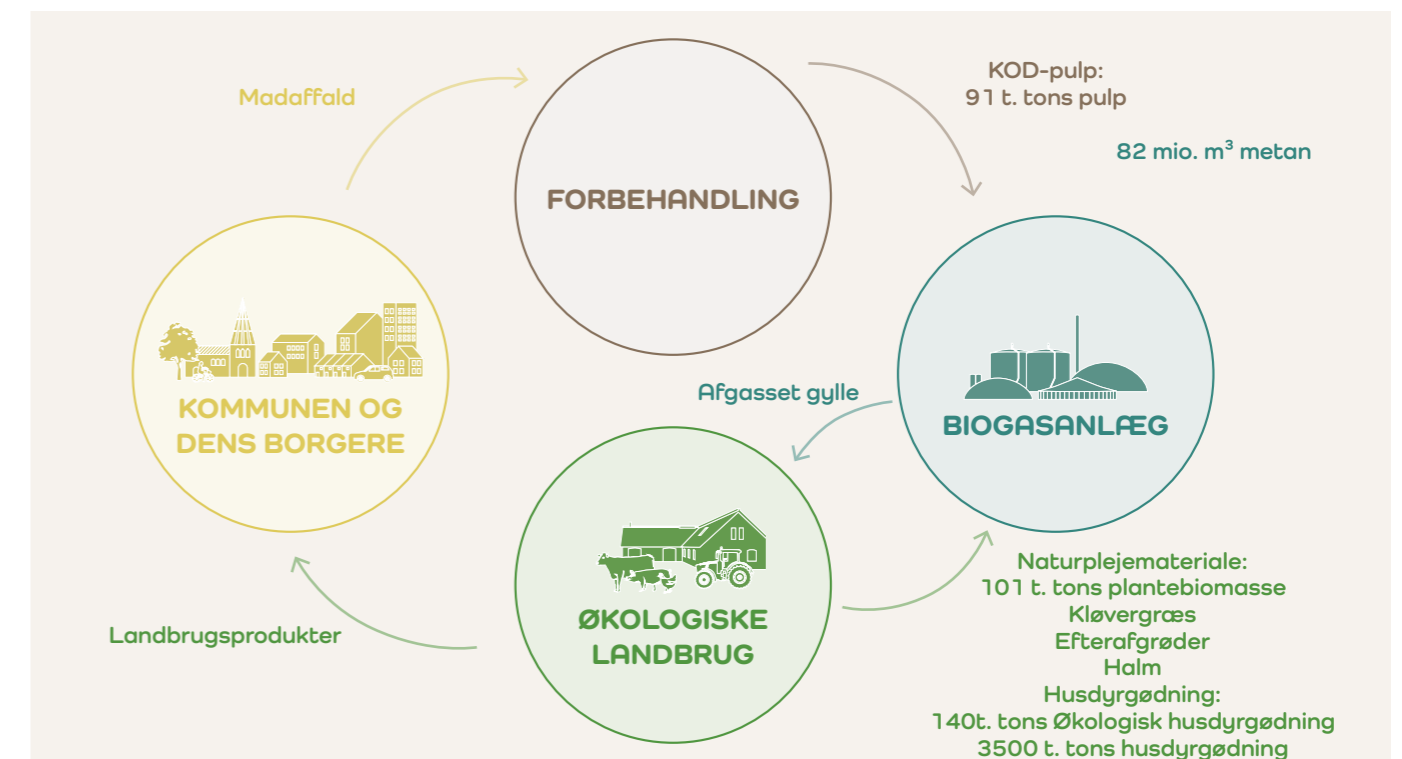 Madaffald
KOD-pulp:
91 t. tons pulp
82 mio. m³ metan
FORBEHANDLING
KOMMUNEN OG
DENS BORGERE
Afgasset gylle
BIOGASANLÆG
ØKOLOGISKE
LANDBRUG
Landbrugsprodukter
Naturplejemateriale:
101 t. tons plantebiomasse
Kløvergræs
Efterafgrøder
Halm
Husdyrgødning:
140t. tons Økologisk husdyrgødning
3500 t. tons husdyrgødning